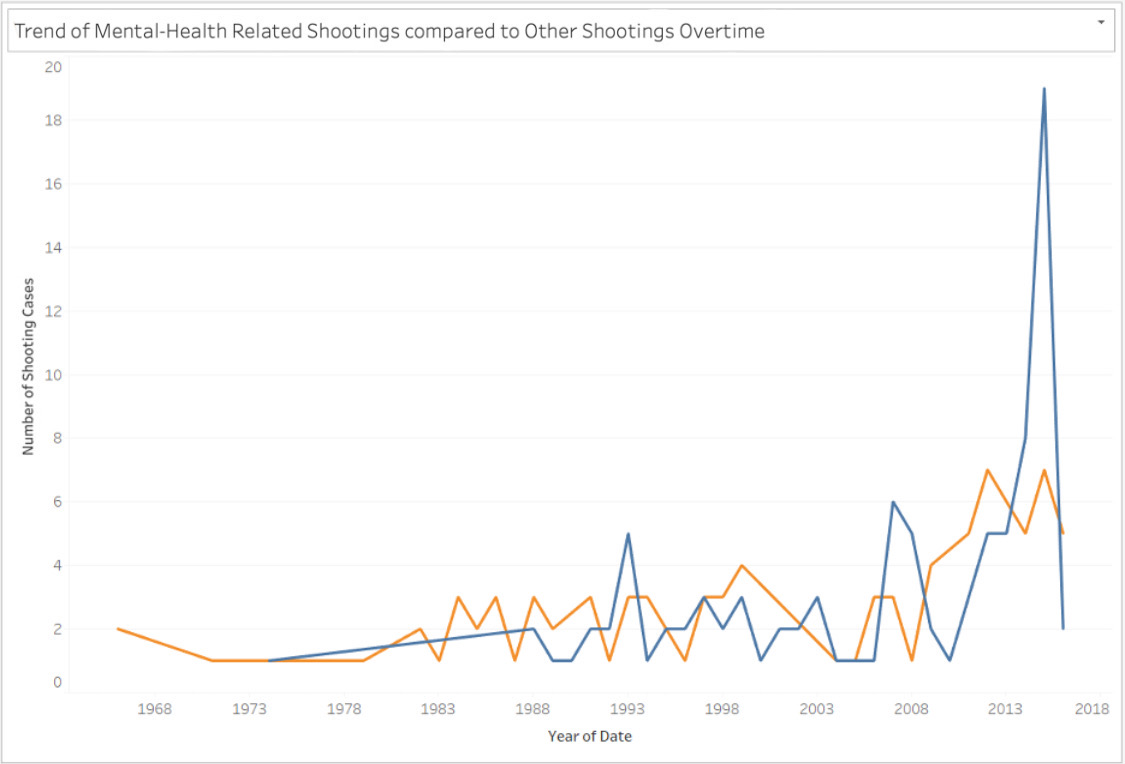 Trend of Mental-Health Related Shootings compared to Other Shootings Overtime
20
18
16
14
12
10
8
6
4
2
0
Number of Shooting Cases
1968 1973 1978 1983 1988 1993 1998 2003 2008 2013 2018
Year of Date